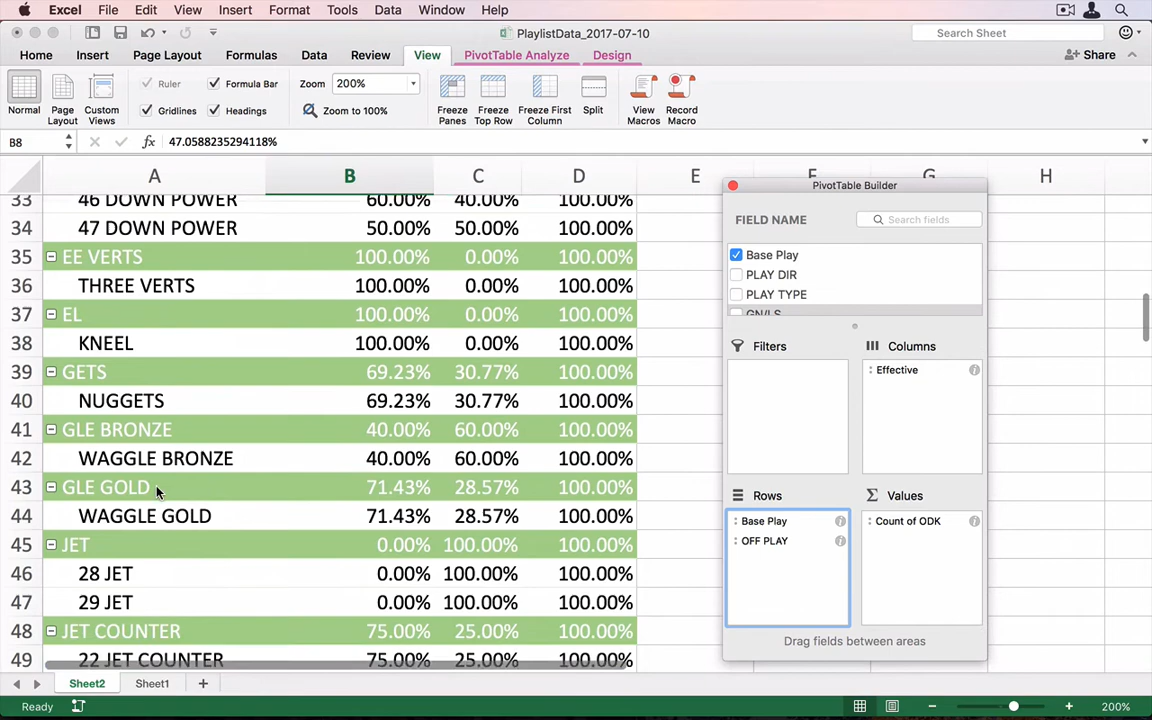 Excel File Edit View Insert Format Tools Data Window Help
PlaylistData_2017-07-10
Search Sheet
Home Insert Page Layout Formulas Data Review View PivotTable Analyze Design
Share
Normal
Page Layout
Custom Views
Ruler
Formula Bar
Gridlines
Headings
Zoom 200%
Zoom to 100%
Freeze Panes
Freeze Top Row
Freeze First Column
Split
View Macros
Record Macro
B8 fx 47.0588235294118%
A B C D E F G H
33 46 DOWN POWER 60.00% 40.00% 100.00%
34 47 DOWN POWER 50.00% 50.00% 100.00%
35 EE VERTS 100.00% 0.00% 100.00%
36 THREE VERTS 100.00% 0.00% 100.00%
37 EL 100.00% 0.00% 100.00%
38 KNEEL 100.00% 0.00% 100.00%
39 GETS 69.23% 30.77% 100.00%
40 NUGGETS 69.23% 30.77% 100.00%
41 GLE BRONZE 40.00% 60.00% 100.00%
42 WAGGLE BRONZE 40.00% 60.00% 100.00%
43 GLE GOLD 71.43% 28.57% 100.00%
44 WAGGLE GOLD 71.43% 28.57% 100.00%
45 JET 0.00% 100.00% 100.00%
46 28 JET 0.00% 100.00% 100.00%
47 29 JET 0.00% 100.00% 100.00%
48 JET COUNTER 75.00% 25.00% 100.00%
49 22 JET COUNTER 75.00% 25.00% 100.00%
PivotTable Builder
FIELD NAME
Search fields
Base Play
PLAY DIR
PLAY TYPE
GN/LS
Filters
Columns
Effective
Rows
Values
Base Play
OFF PLAY
Count of ODK
Drag fields between areas
Sheet2 Sheet1
Ready
200%